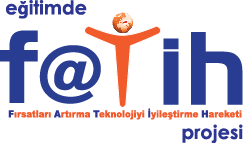 eğitimde
f@tih
Fırsatları Artırma Teknolojiyi İyileştirme Hareketi
projesi